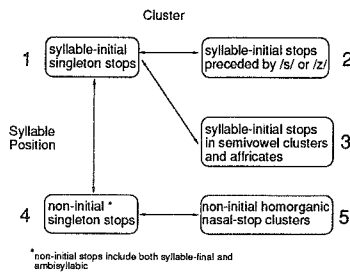 Cluster
1
syllable-initial
singleton stops
syllable-initial stops
preceded by /s/ or /z/
2
Syllable
Position
syllable-initial stops
in semivowel clusters
and affricates
3
4
non-initial *
singleton stops
non-initial homorganic
nasal-stop clusters
5
*non-initial stops include both syllable-final and
ambisyllabic